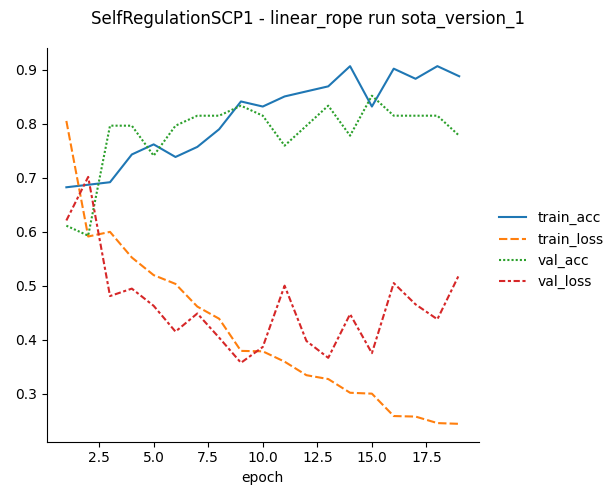 SelfRegulationSCP1 - linear_rope run sota_version_1
0.9
0.8
0.7
0.6
0.5
0.4
0.3
2.5 5.0 7.5 10.0 12.5 15.0 17.5
epoch
train_acc
train_loss
val_acc
val_loss